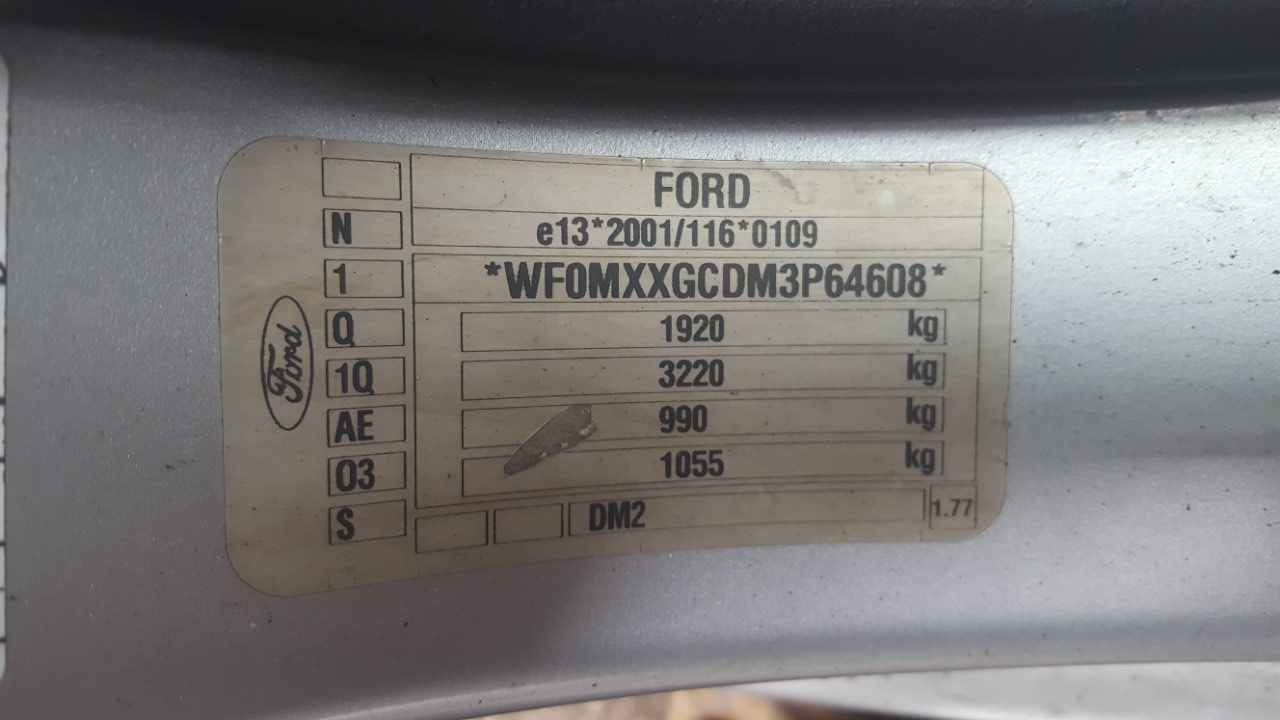 FORD
N e13*2001/116*0109
1 *WF0MXXGCDM3P64608*
Q 1920 kg
1Q 3220 kg
AE 990 kg
O3 1055 kg
S DM2 1.77
Ford